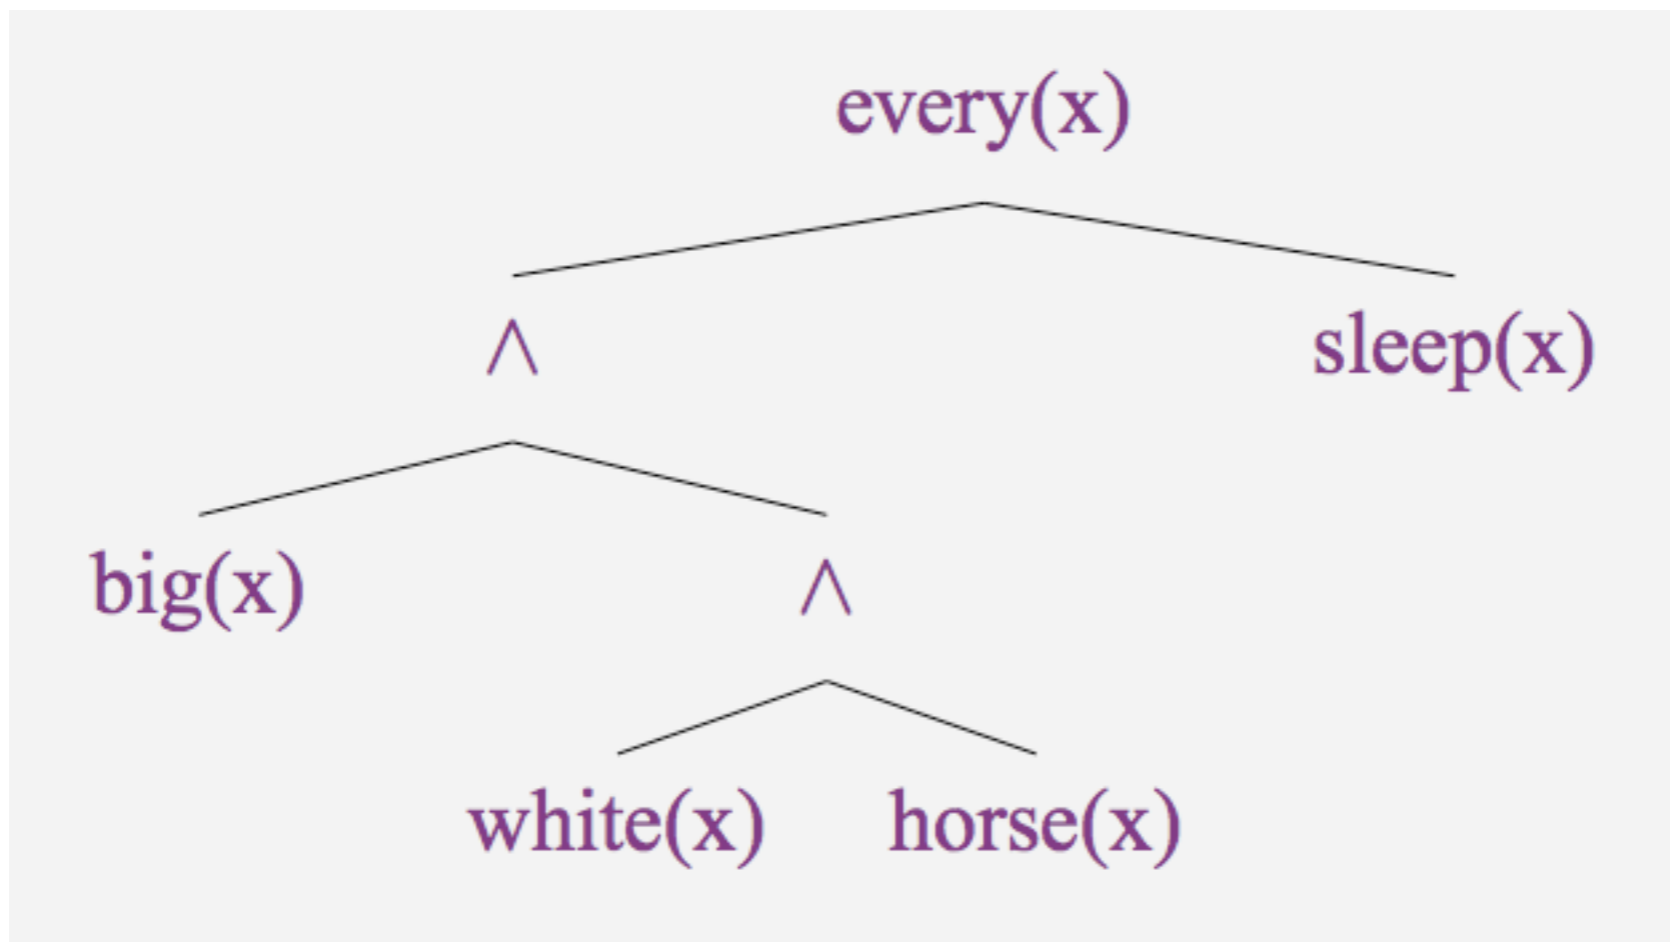 every(x)
∧ sleep(x)
big(x) ∧
white(x) horse(x)